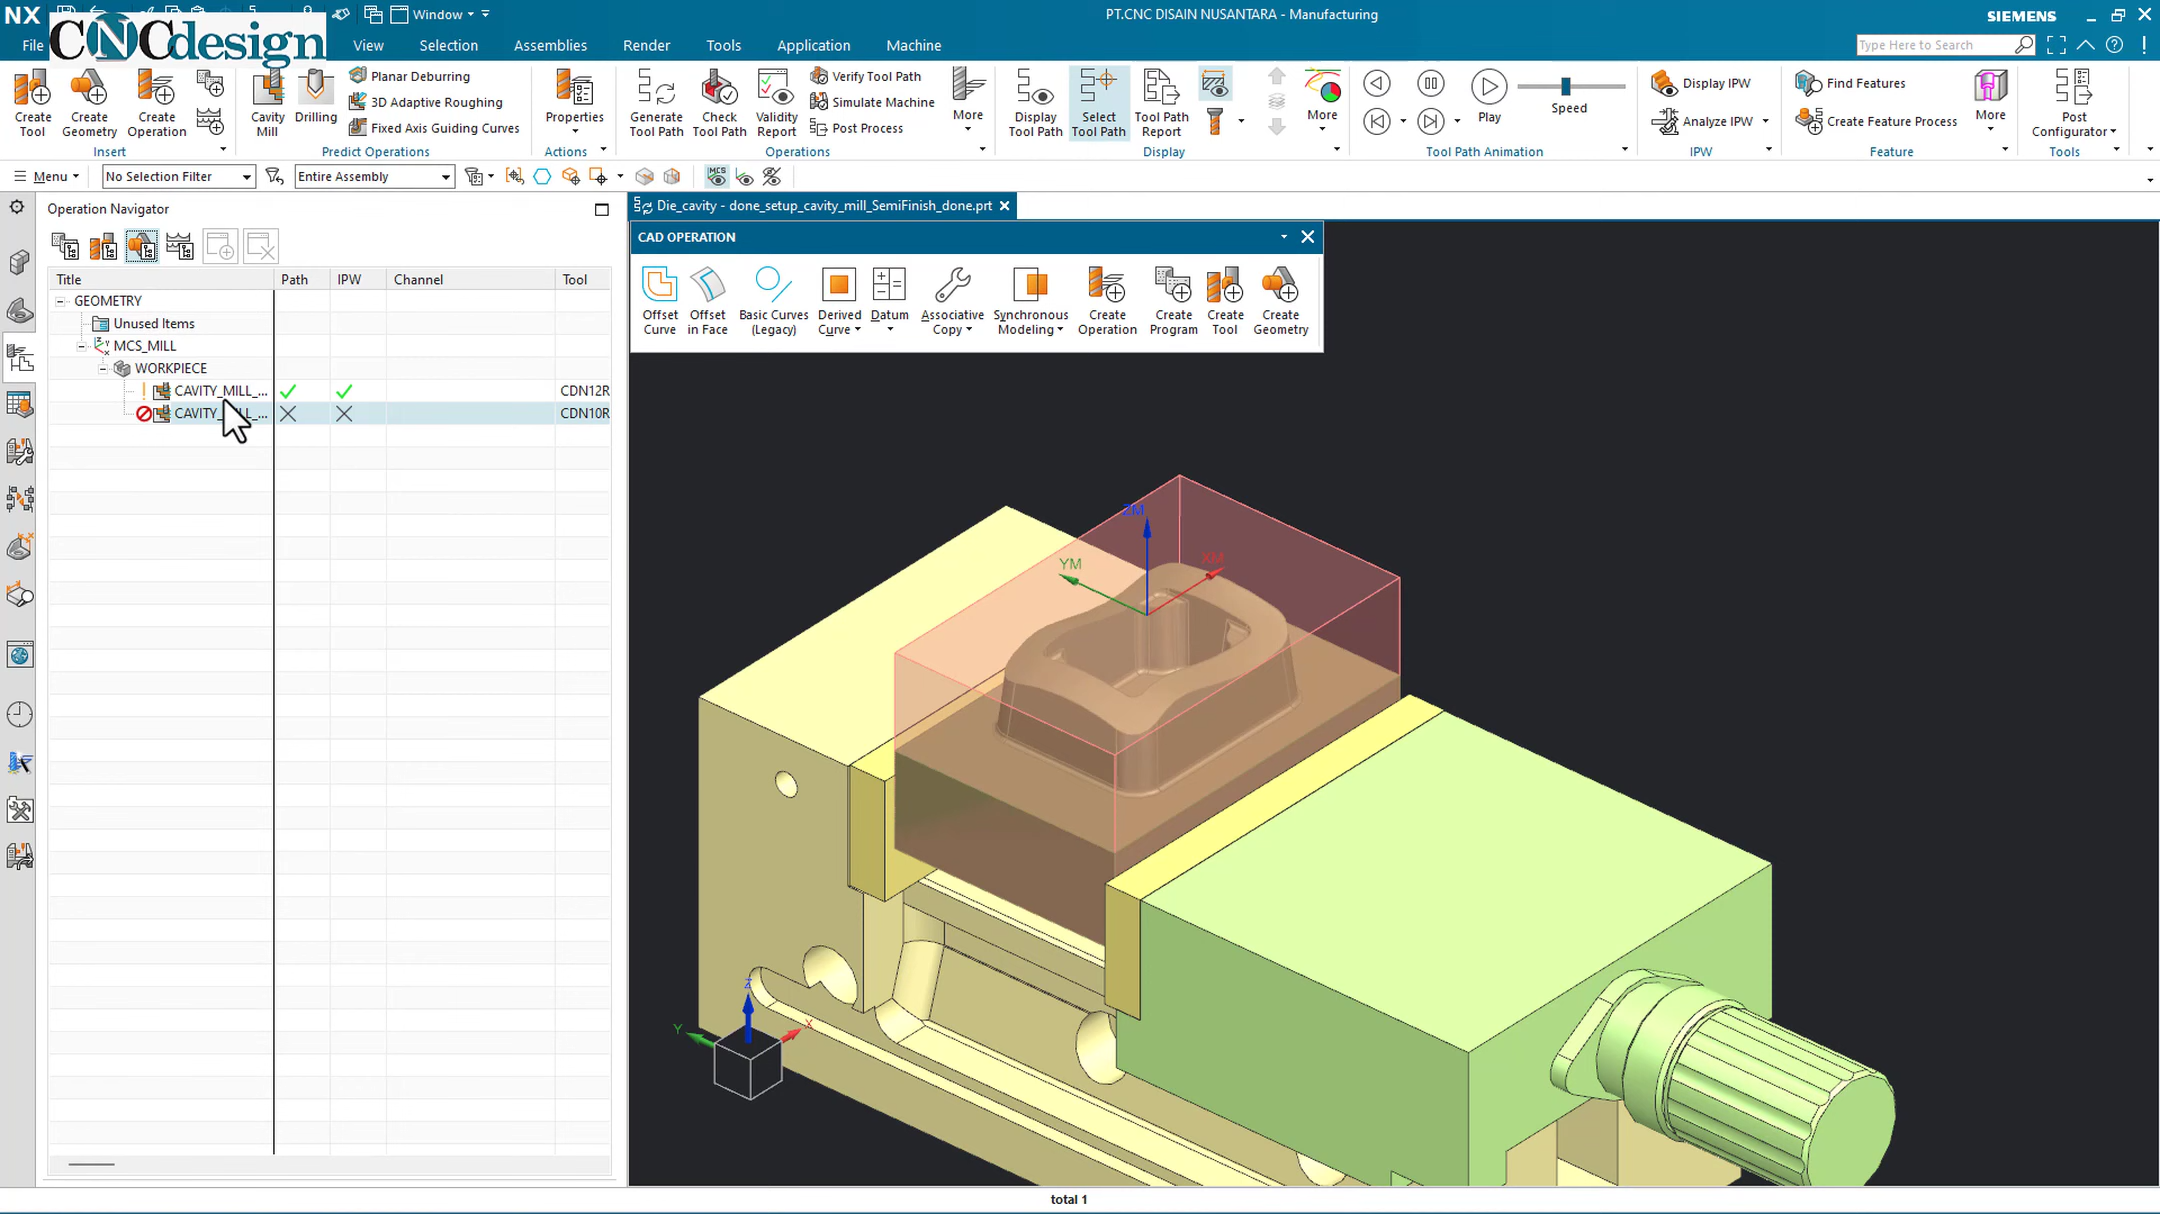 NX
Window
PT.CNC DISAIN NUSANTARA - Manufacturing
SIEMENS
CNCdesign
File
View
Selection
Assemblies
Render
Tools
Application
Machine
Type Here to Search
Create Tool
Create Geometry
Create Operation
Insert
Cavity Mill
Drilling
Planar Deburring
3D Adaptive Roughing
Fixed Axis Guiding Curves
Predict Operations
Properties
Actions
Generate Tool Path
Check Tool Path
Validity Report
Verify Tool Path
Simulate Machine
Post Process
More
Operations
Display Tool Path
Select Tool Path
Tool Path Report
More
Display
Play
Speed
Tool Path Animation
Display IPW
Analyze IPW
IPW
Find Features
Create Feature Process
More
Feature
Post Configurator
Tools
Menu
No Selection Filter
Entire Assembly
MCS
Operation Navigator
Die_cavity - done_setup_cavity_mill_SemiFinish_done.prt
CAD OPERATION
Offset Curve
Offset in Face
Basic Curves (Legacy)
Derived Curve
Datum
Associative Copy
Synchronous Modeling
Create Operation
Create Program
Create Tool
Create Geometry
Title
Path
IPW
Channel
Tool
GEOMETRY
Unused Items
MCS_MILL
WORKPIECE
CAVITY_MILL_...
CDN12R
CDN10R
ZM
YM
XM
Z
Y
X
total 1